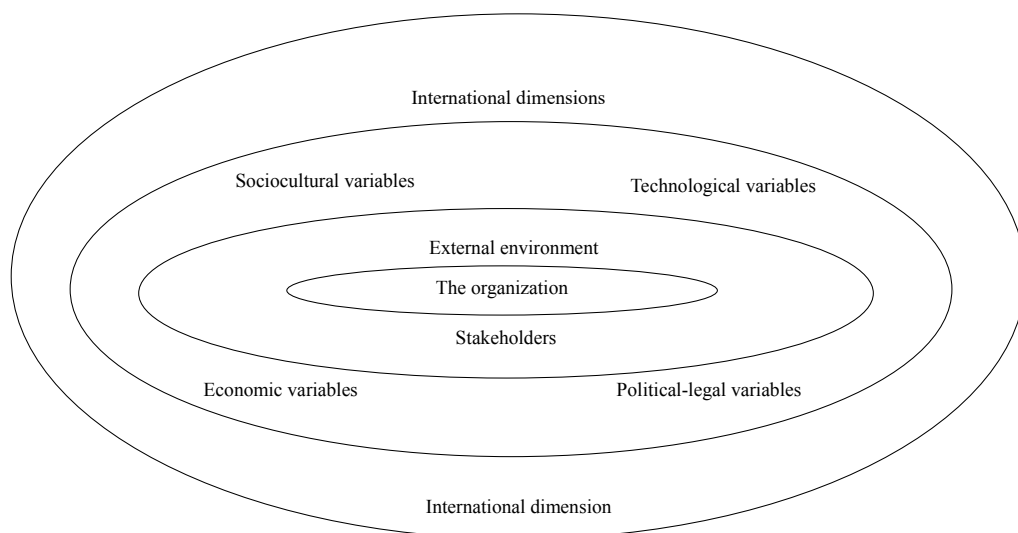 International dimensions
Sociocultural variables
Technological variables
External environment
The organization
Stakeholders
Economic variables
Political-legal variables
International dimension